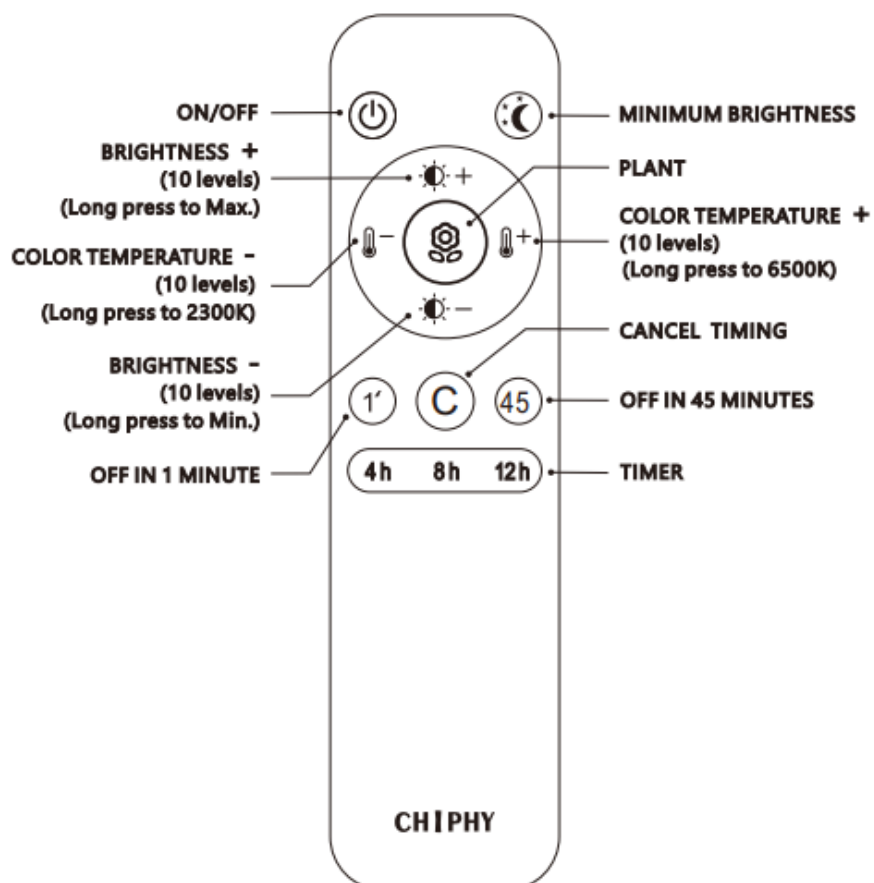 ON/OFF
BRIGHTNESS +
(10 levels)
(Long press to Max.)
COLOR TEMPERATURE -
(10 levels)
(Long press to 2300K)
BRIGHTNESS -
(10 levels)
(Long press to Min.)
OFF IN 1 MINUTE
+
-
+
-
1′
C
45
4h 8h 12h
CHIPHY
MINIMUM BRIGHTNESS
PLANT
COLOR TEMPERATURE +
(10 levels)
(Long press to 6500K)
CANCEL TIMING
OFF IN 45 MINUTES
TIMER